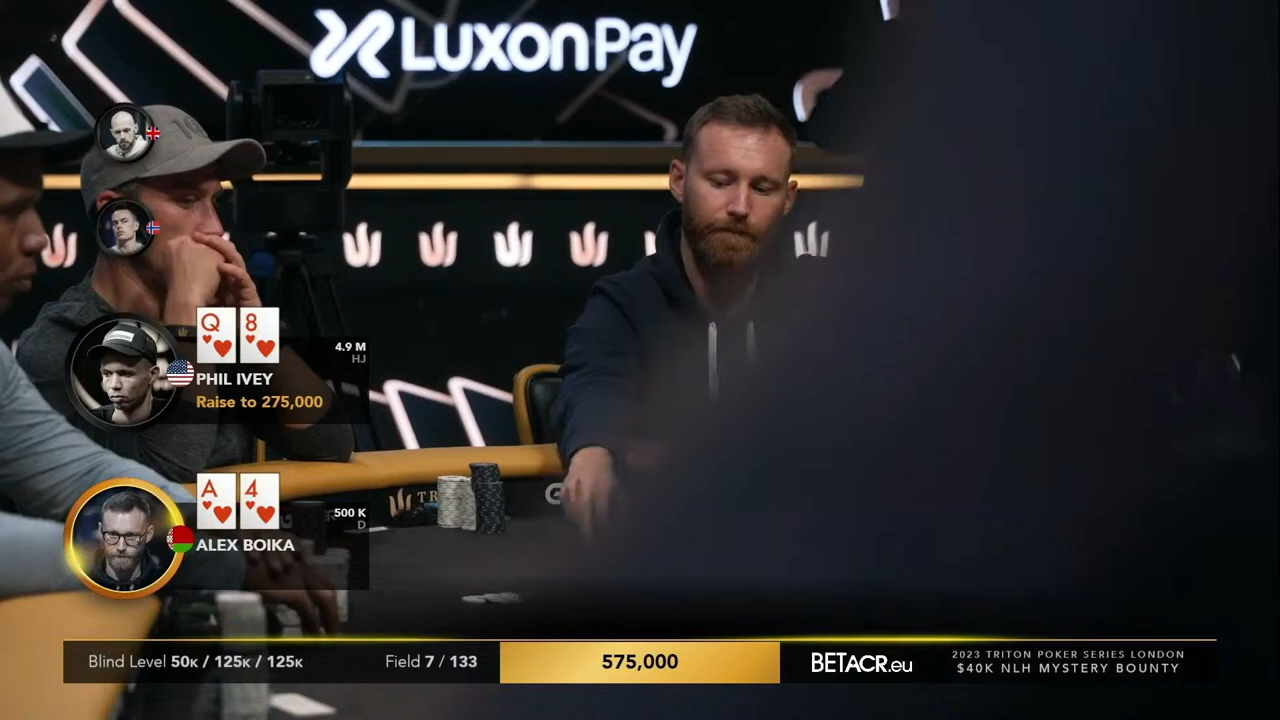 LuxonPay
Q 8
4.9 M
HJ
PHIL IVEY
Raise to 275,000
TR
A 4
500 K
D
ALEX BOIKA
Blind Level 50K / 125K / 125K
Field 7 / 133
575,000
BETACR.eu
2023 TRITON POKER SERIES LONDON
$40K NLH MYSTERY BOUNTY